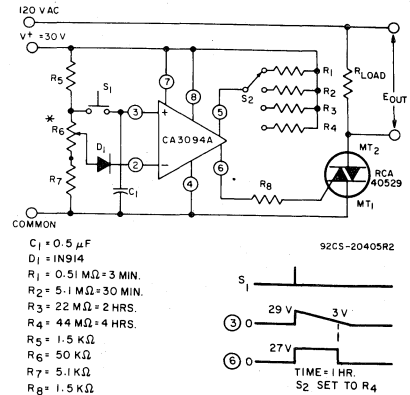 120 VAC
V+ = 30 V
R5
S1
*
R6
D1
R7
C1
3
2
7
8
+
−
CA3094A
4
5
6
S2
R1
R2
R3
R4
RLOAD
EOUT
MT2
RCA
40529
MT1
R8
COMMON
C1 = 0.5 μF
D1 = 1N914
R1 = 0.51 MΩ = 3 MIN.
R2 = 5.1 MΩ = 30 MIN.
R3 = 22 MΩ = 2 HRS.
R4 = 44 MΩ = 4 HRS.
R5 = 1.5 KΩ
R6 = 50 KΩ
R7 = 5.1 KΩ
R8 = 1.5 KΩ
92CS-20405R2
S1
29 V
3 V
3 0
27 V
6 0
TIME = 1 HR.
S2 SET TO R4